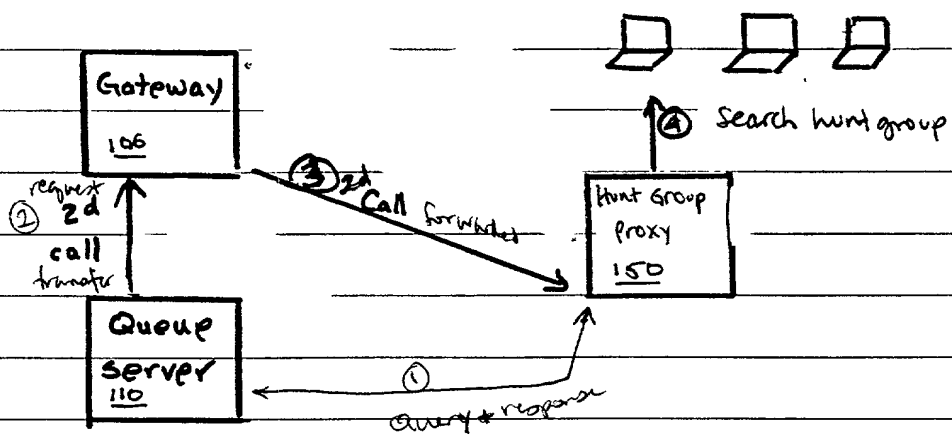 Gateway
106
④ Search hunt group
③ 2d
Call forwarded
request
② 2d
call
transfer
Hunt Group
Proxy
150
Queue
server
110
①
Query + response